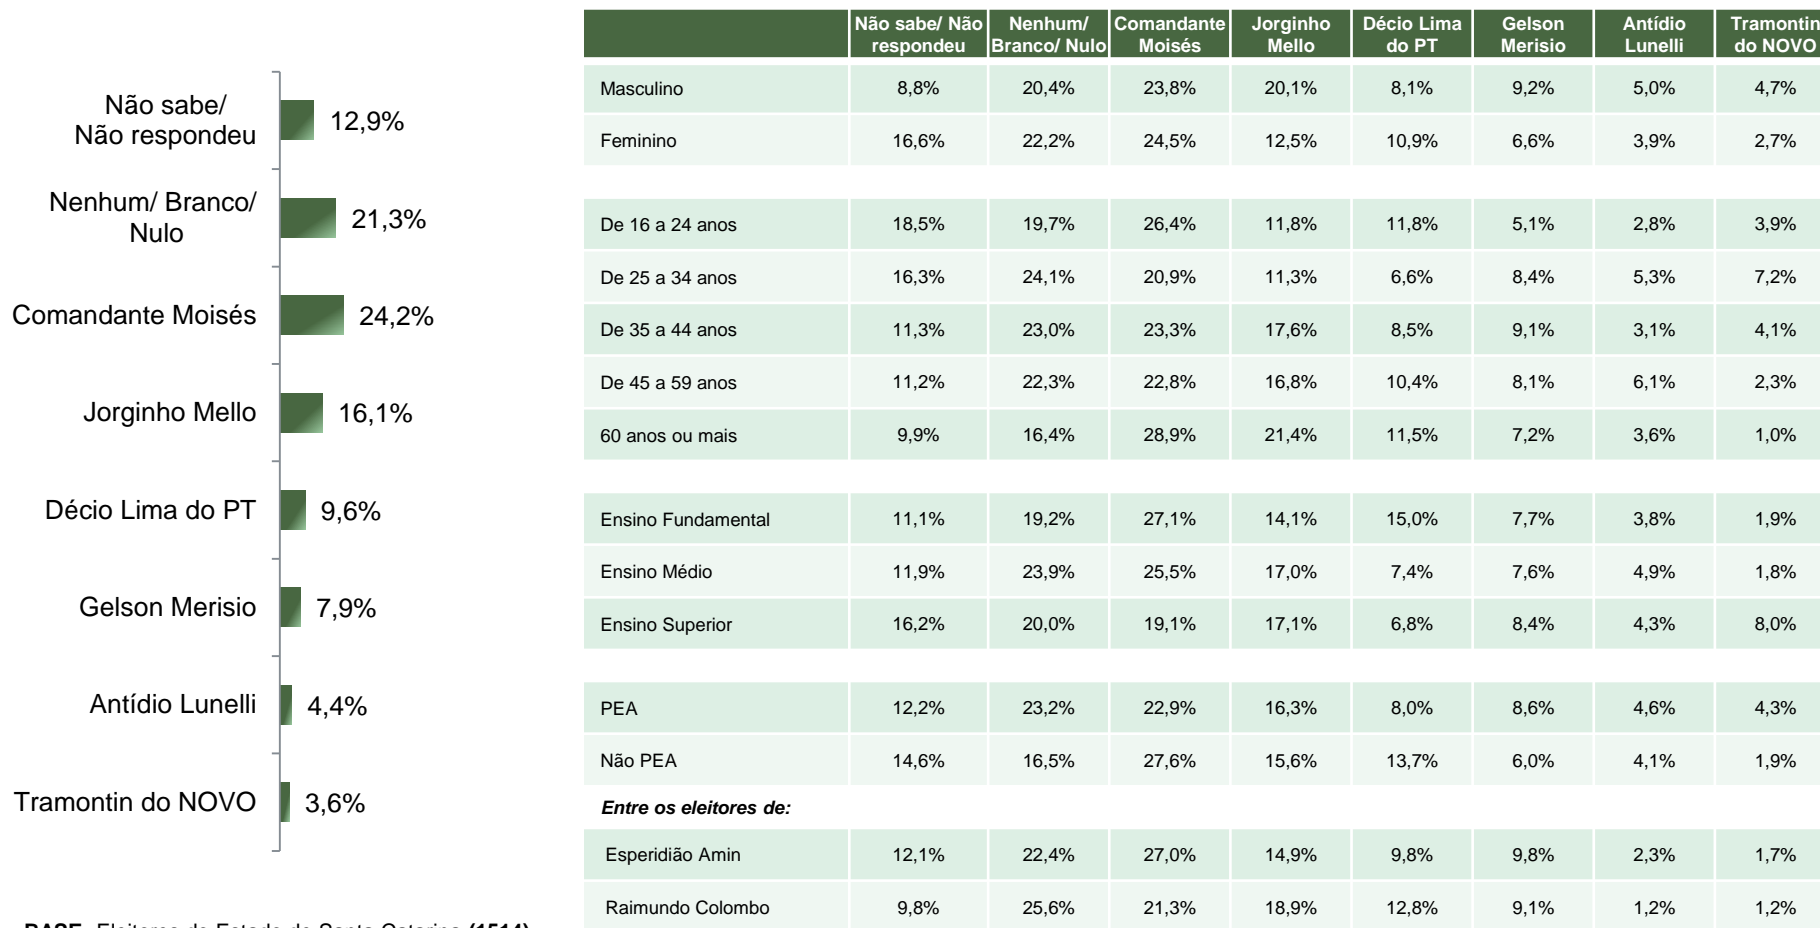 Não sabe/
Não respondeu
12,9%
Nenhum/ Branco/
Nulo
21,3%
Comandante Moisés
24,2%
Jorginho Mello
16,1%
Décio Lima do PT
9,6%
Gelson Merisio
7,9%
Antídio Lunelli
4,4%
Tramontin do NOVO
3,6%
Não sabe/ Não respondeu Nenhum/ Branco/ Nulo Comandante Moisés Jorginho Mello Décio Lima do PT Gelson Merisio Antídio Lunelli Tramontin do NOVO
Masculino 8,8% 20,4% 23,8% 20,1% 8,1% 9,2% 5,0% 4,7%
Feminino 16,6% 22,2% 24,5% 12,5% 10,9% 6,6% 3,9% 2,7%
De 16 a 24 anos 18,5% 19,7% 26,4% 11,8% 11,8% 5,1% 2,8% 3,9%
De 25 a 34 anos 16,3% 24,1% 20,9% 11,3% 6,6% 8,4% 5,3% 7,2%
De 35 a 44 anos 11,3% 23,0% 23,3% 17,6% 8,5% 9,1% 3,1% 4,1%
De 45 a 59 anos 11,2% 22,3% 22,8% 16,8% 10,4% 8,1% 6,1% 2,3%
60 anos ou mais 9,9% 16,4% 28,9% 21,4% 11,5% 7,2% 3,6% 1,0%
Ensino Fundamental 11,1% 19,2% 27,1% 14,1% 15,0% 7,7% 3,8% 1,9%
Ensino Médio 11,9% 23,9% 25,5% 17,0% 7,4% 7,6% 4,9% 1,8%
Ensino Superior 16,2% 20,0% 19,1% 17,1% 6,8% 8,4% 4,3% 8,0%
PEA 12,2% 23,2% 22,9% 16,3% 8,0% 8,6% 4,6% 4,3%
Não PEA 14,6% 16,5% 27,6% 15,6% 13,7% 6,0% 4,1% 1,9%
Entre os eleitores de:
Esperidião Amin 12,1% 22,4% 27,0% 14,9% 9,8% 9,8% 2,3% 1,7%
Raimundo Colombo 9,8% 25,6% 21,3% 18,9% 12,8% 9,1% 1,2% 1,2%